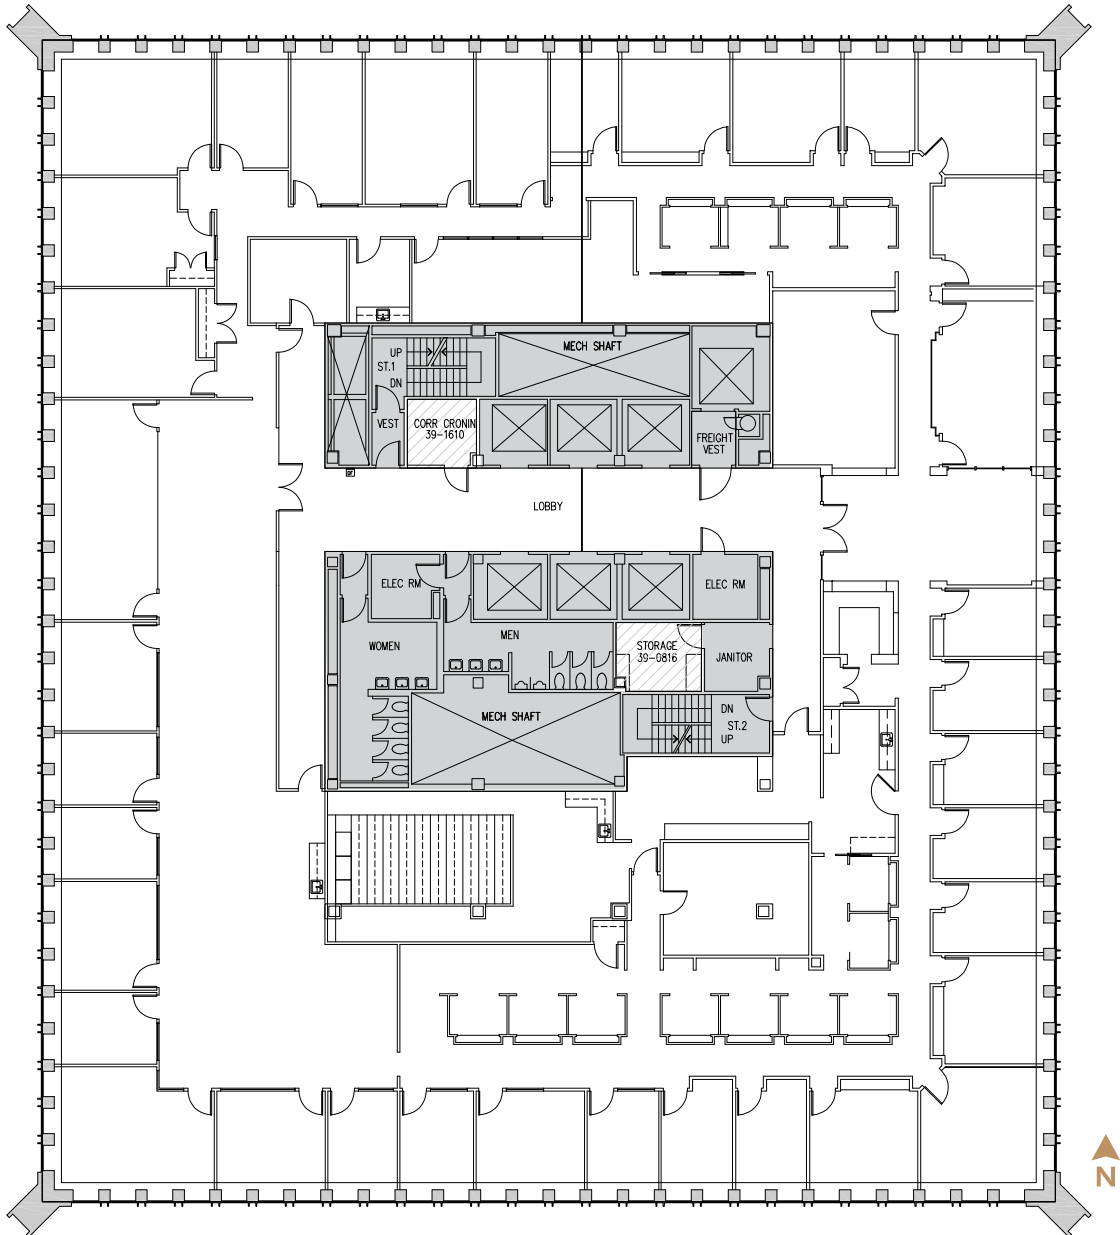 MECH SHAFT
UP
ST.1
DN
VEST
CORR CRONIN
39-1610
FREIGHT
VEST
LOBBY
ELEC RM
ELEC RM
WOMEN
MEN
STORAGE
39-0816
JANITOR
MECH SHAFT
DN
ST.2
UP
N